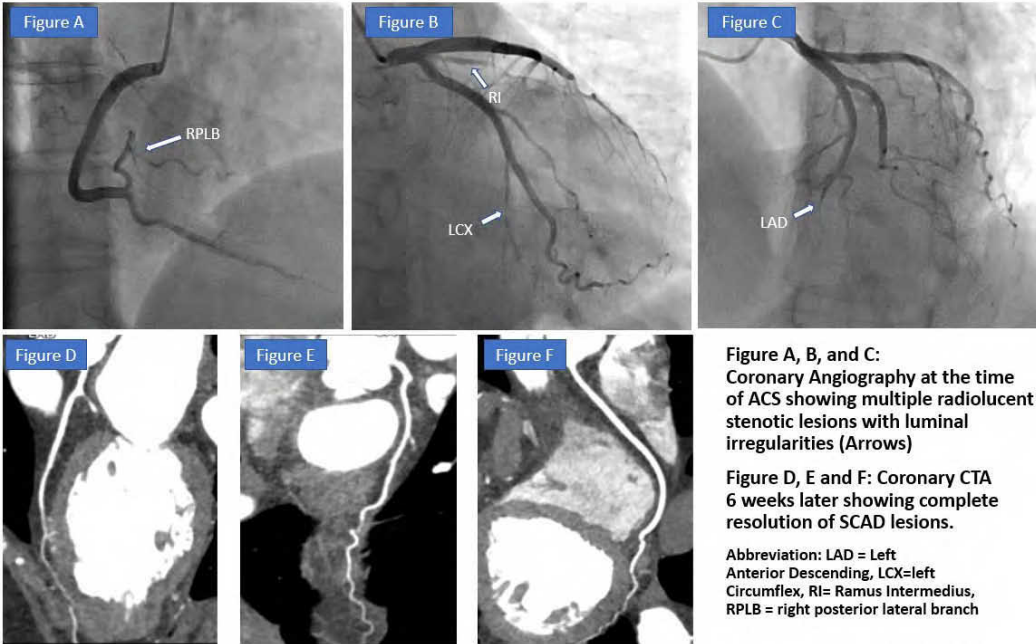 Figure A
RPLB
Figure B
RI
LCX
Figure C
LAD
Figure D
Figure E
Figure F
Figure A, B, and C:
Coronary Angiography at the time
of ACS showing multiple radiolucent
stenotic lesions with luminal
irregularities (Arrows)
Figure D, E and F: Coronary CTA
6 weeks later showing complete
resolution of SCAD lesions.
Abbreviation: LAD = Left
Anterior Descending, LCX=left
Circumflex, RI= Ramus Intermedius,
RPLB = right posterior lateral branch